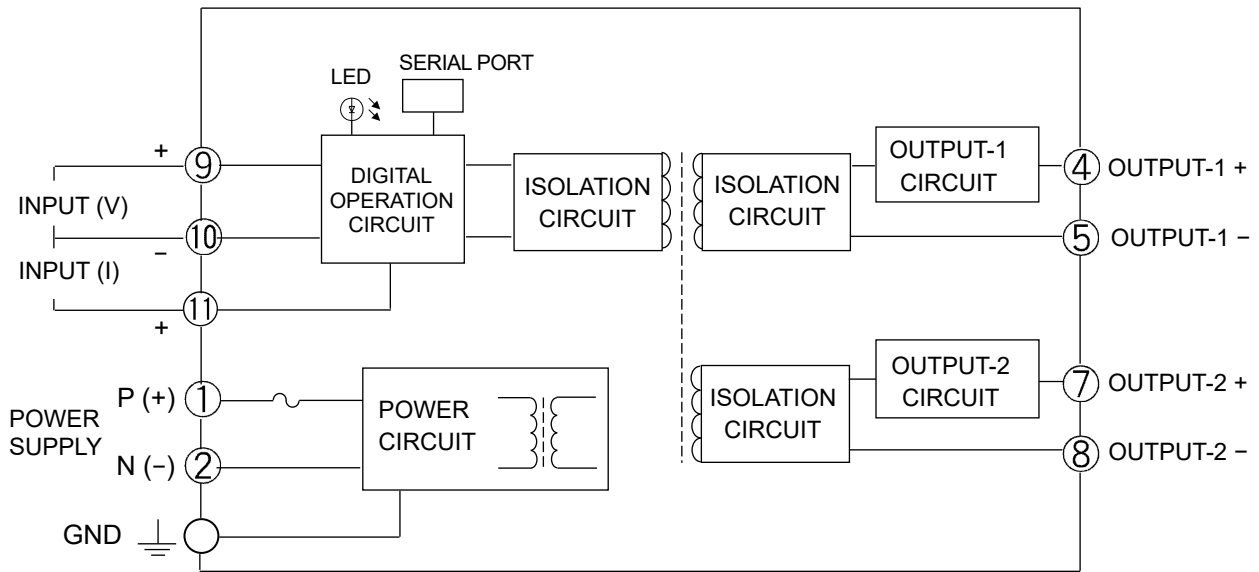 SERIAL PORT
LED
+
9
DIGITAL
OPERATION
CIRCUIT
ISOLATION
CIRCUIT
ISOLATION
CIRCUIT
OUTPUT-1
CIRCUIT
4
OUTPUT-1 +
INPUT (V)
10
−
5
OUTPUT-1 −
INPUT (I)
11
+
POWER
SUPPLY
P (+)
1
N (−)
2
POWER
CIRCUIT
ISOLATION
CIRCUIT
OUTPUT-2
CIRCUIT
7
OUTPUT-2 +
8
OUTPUT-2 −
GND